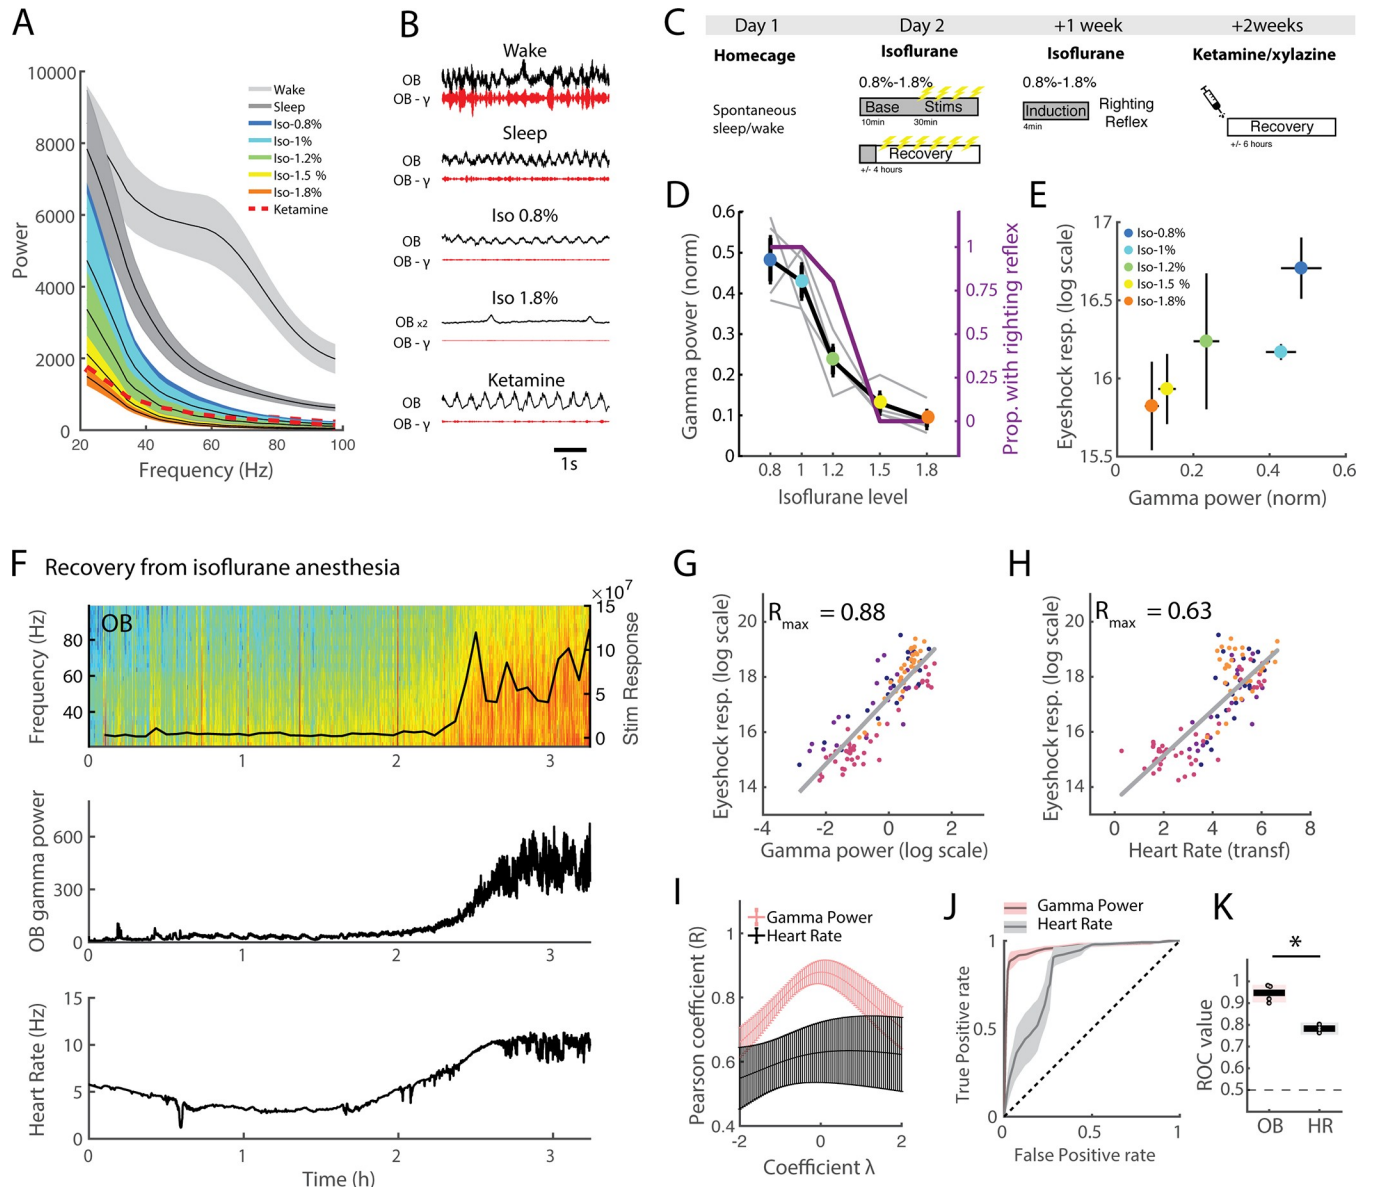 A
10000
8000
6000
4000
2000
0
Power
20 40 60 80 100
Frequency (Hz)
Wake
Sleep
Iso-0.8%
Iso-1%
Iso-1.2%
Iso-1.5 %
Iso-1.8%
Ketamine
B
Wake
OB
OB - γ
Sleep
OB
OB - γ
Iso 0.8%
OB
OB - γ
Iso 1.8%
OB x2
OB - γ
Ketamine
OB
OB - γ
1s
C
Day 1 Day 2 +1 week +2weeks
Homecage Isoflurane Isoflurane Ketamine/xylazine
Spontaneous
sleep/wake
0.8%-1.8%
Base Stims
10min 30min
Recovery
+/- 4 hours
0.8%-1.8%
Induction
4min
Righting
Reflex
Recovery
+/- 6 hours
D
0.6
0.5
0.4
0.3
0.2
0.1
0
Gamma power (norm)
0.8 1 1.2 1.5 1.8
Isoflurane level
1
0.75
0.5
0.25
0
Prop. with righting reflex
E
17
16.5
16
15.5
Eyeshock resp. (log scale)
Iso-0.8%
Iso-1%
Iso-1.2%
Iso-1.5 %
Iso-1.8%
0 0.2 0.4 0.6
Gamma power (norm)
F Recovery from isoflurane anesthesia
OB
80
60
40
Frequency (Hz)
×10⁷
15
10
5
0
Stim Response
0 1 2 3
600
300
0
OB gamma power
0 1 2 3
15
10
5
0
Heart Rate (Hz)
0 1 2 3
Time (h)
G
Rmax = 0.88
20
18
16
14
Eyeshock resp. (log scale)
-4 -2 0 2
Gamma power (log scale)
H
Rmax = 0.63
20
18
16
14
Eyeshock resp. (log scale)
0 2 4 6 8
Heart Rate (transf)
I
Gamma Power
Heart Rate
1
0.8
0.6
0.4
Pearson coefficient (R)
-2 0 2
Coefficient λ
J
Gamma Power
Heart Rate
1
0.5
0
True Positive rate
0 0.5 1
False Positive rate
K
*
1
0.9
0.8
0.7
0.6
0.5
ROC value
OB HR